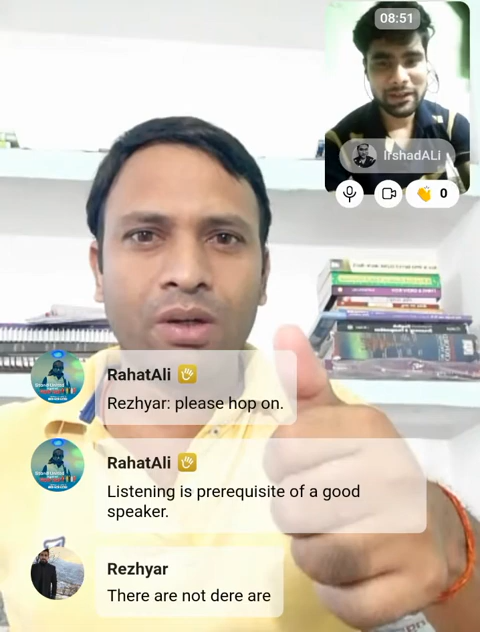 08:51
IrshadALi
0
RahatAli
Rezhyar: please hop on.
RahatAli
Listening is prerequisite of a good
speaker.
Rezhyar
There are not dere are